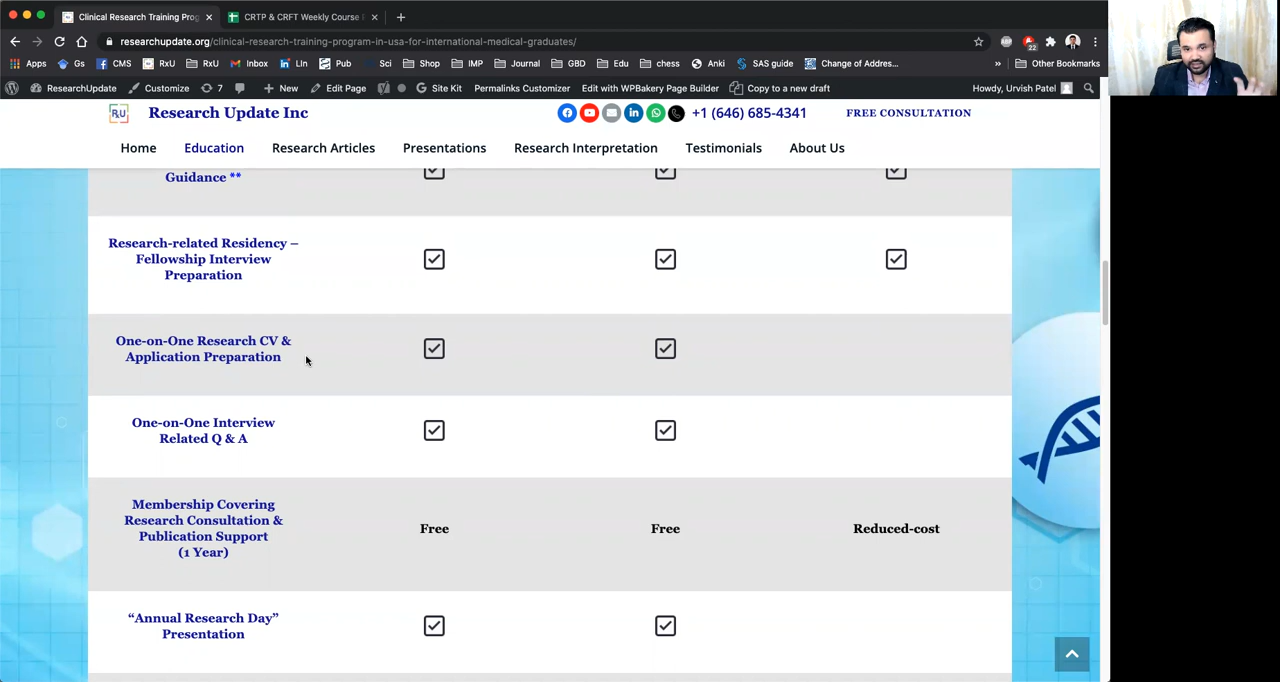 Clinical Research Training Prog
CRTP & CRFT Weekly Course
researchupdate.org/clinical-research-training-program-in-usa-for-international-medical-graduates/
22
Apps Gs CMS RxU RxU Inbox LIn Pub Sci Shop IMP Journal GBD Edu chess Anki SAS guide Change of Addres... » Other Bookmarks
ResearchUpdate Customize 7 New Edit Page Site Kit Permalinks Customizer Edit with WPBakery Page Builder Copy to a new draft Howdy, Urvish Patel
RU Research Update Inc +1 (646) 685-4341 FREE CONSULTATION
Home Education Research Articles Presentations Research Interpretation Testimonials About Us
Guidance **
Research-related Residency –
Fellowship Interview
Preparation
One-on-One Research CV &
Application Preparation
One-on-One Interview
Related Q & A
Membership Covering
Research Consultation &
Publication Support
(1 Year)
Free Free Reduced-cost
“Annual Research Day”
Presentation